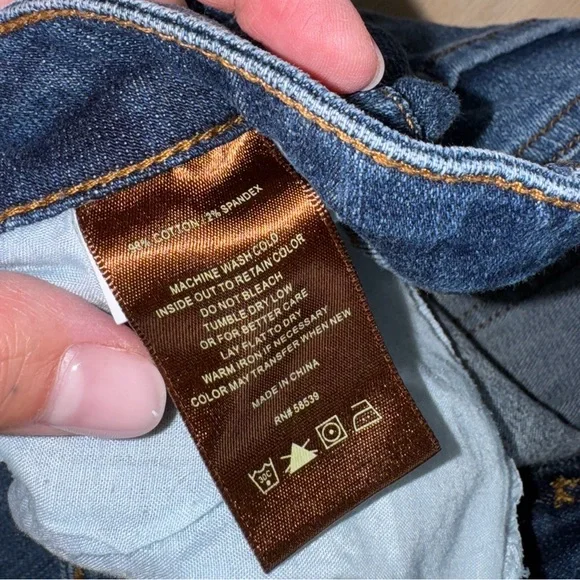 98% COTTON / 2% SPANDEX
MACHINE WASH COLD
INSIDE OUT TO RETAIN COLOR
DO NOT BLEACH
TUMBLE DRY LOW
OR FOR BETTER CARE
LAY FLAT TO DRY
WARM IRON IF NECESSARY
COLOR MAY TRANSFER WHEN NEW
MADE IN CHINA
RN# 58539
30C